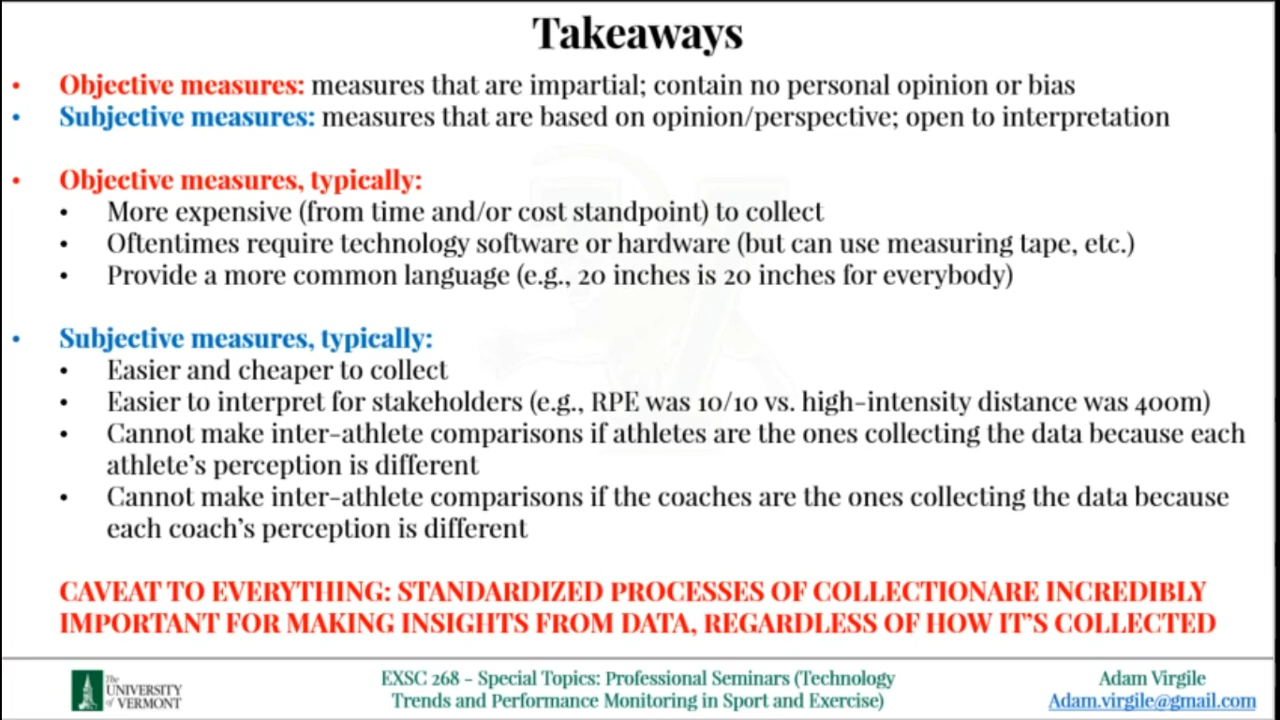 Takeaways
• Objective measures: measures that are impartial; contain no personal opinion or bias
• Subjective measures: measures that are based on opinion/perspective; open to interpretation
• Objective measures, typically:
• More expensive (from time and/or cost standpoint) to collect
• Oftentimes require technology software or hardware (but can use measuring tape, etc.)
• Provide a more common language (e.g., 20 inches is 20 inches for everybody)
• Subjective measures, typically:
• Easier and cheaper to collect
• Easier to interpret for stakeholders (e.g., RPE was 10/10 vs. high-intensity distance was 400m)
• Cannot make inter-athlete comparisons if athletes are the ones collecting the data because each
athlete's perception is different
• Cannot make inter-athlete comparisons if the coaches are the ones collecting the data because
each coach's perception is different
CAVEAT TO EVERYTHING: STANDARDIZED PROCESSES OF COLLECTIONARE INCREDIBLY
IMPORTANT FOR MAKING INSIGHTS FROM DATA, REGARDLESS OF HOW IT'S COLLECTED
The
UNIVERSITY
of VERMONT
EXSC 268 – Special Topics: Professional Seminars (Technology
Trends and Performance Monitoring in Sport and Exercise)
Adam Virgile
Adam.virgile@gmail.com